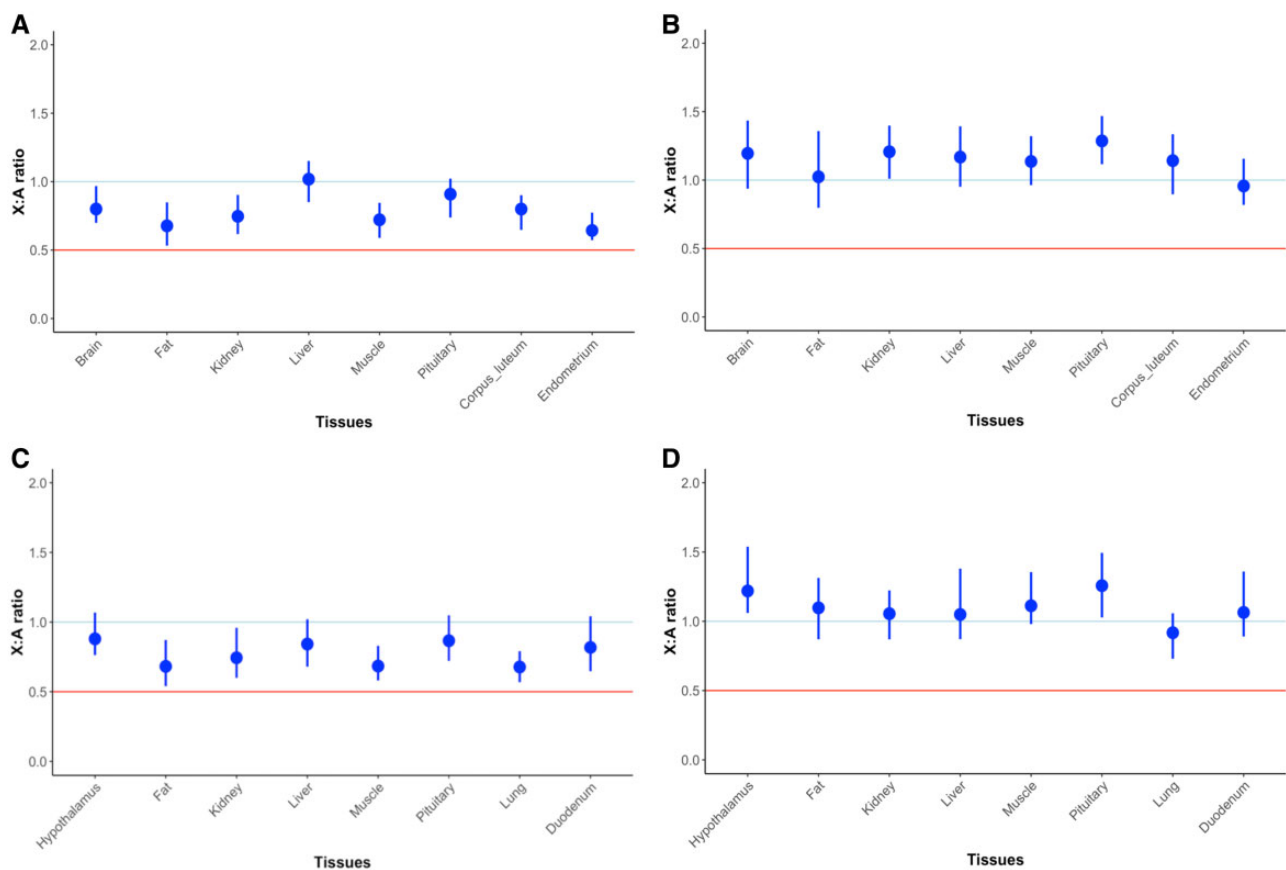 A
2.0
1.5
1.0
0.5
0.0
X:A ratio
Brain
Fat
Kidney
Liver
Muscle
Pituitary
Corpus_luteum
Endometrium
Tissues
B
2.0
1.5
1.0
0.5
0.0
X:A ratio
Brain
Fat
Kidney
Liver
Muscle
Pituitary
Corpus_luteum
Endometrium
Tissues
C
2.0
1.5
1.0
0.5
0.0
X:A ratio
Hypothalamus
Fat
Kidney
Liver
Muscle
Pituitary
Lung
Duodenum
Tissues
D
2.0
1.5
1.0
0.5
0.0
X:A ratio
Hypothalamus
Fat
Kidney
Liver
Muscle
Pituitary
Lung
Duodenum
Tissues